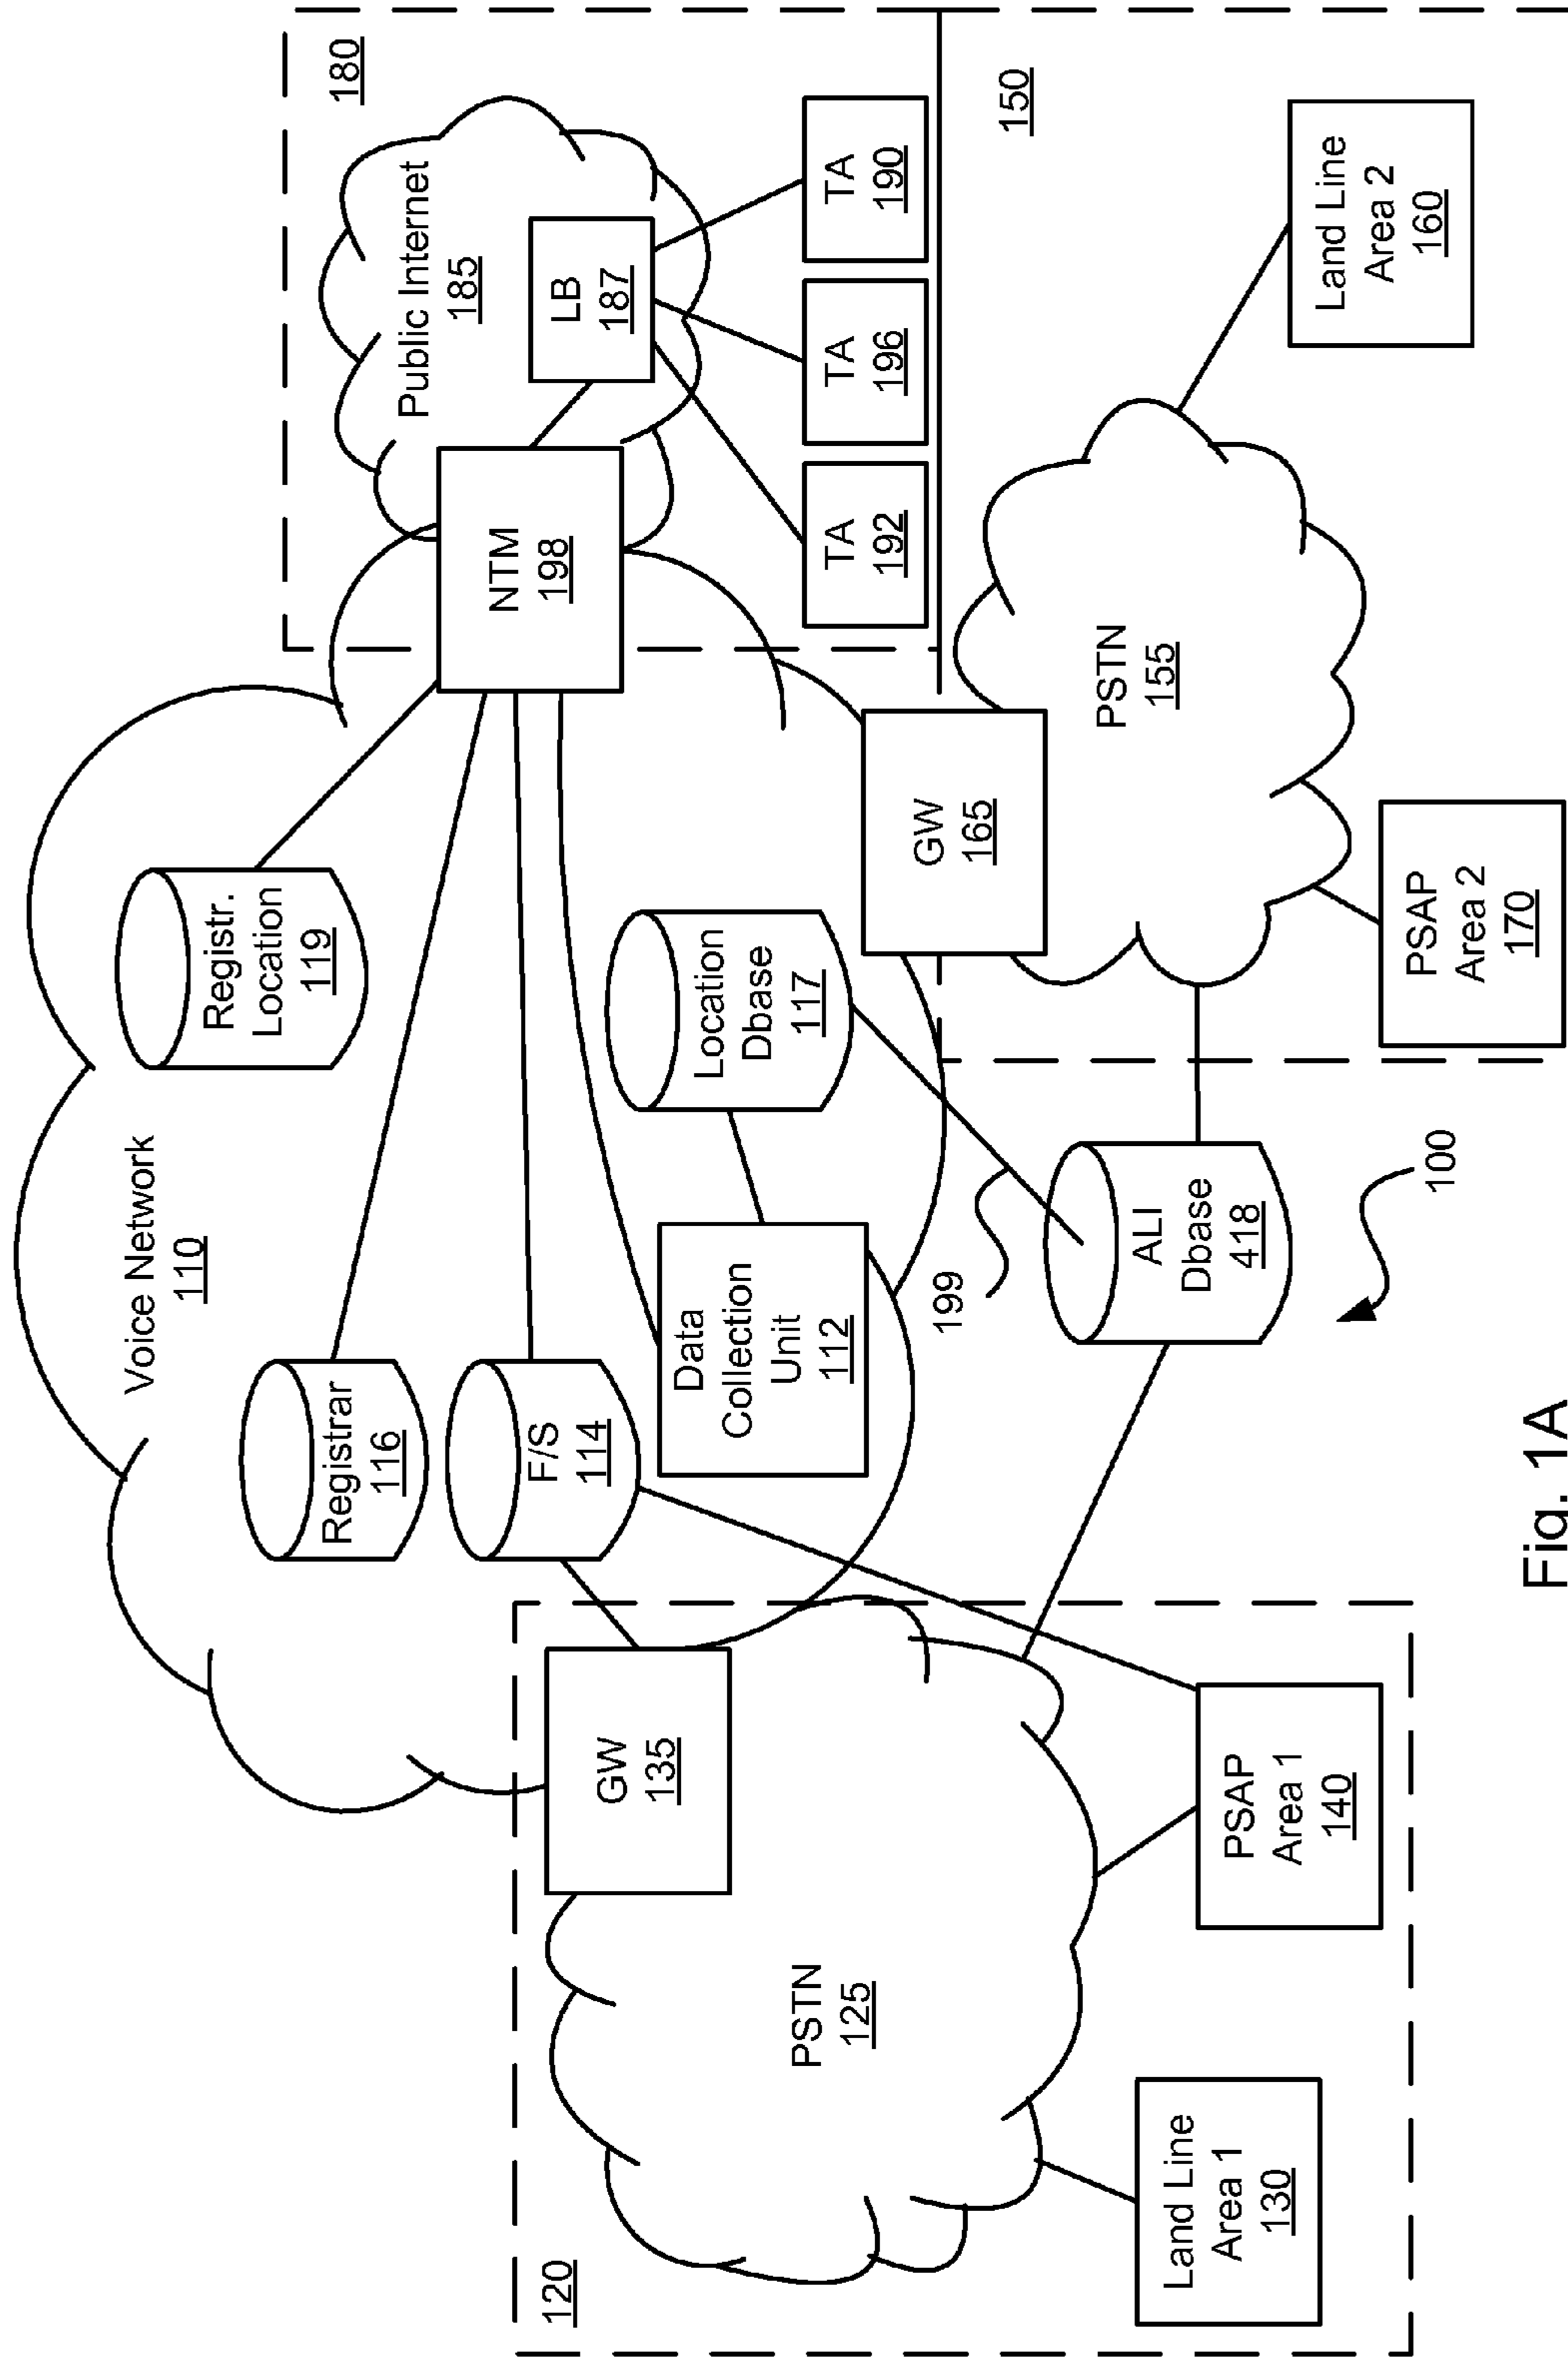 Voice Network
110
180
Public Internet
185
LB
187
Registr.
Location
119
NTM
198
TA
192
TA
196
TA
190
Registrar
116
F/S
114
Location
Dbase
117
Data
Collection
Unit
112
GW
135
GW
165
150
120
PSTN
125
PSTN
155
199
ALI
Dbase
418
Land Line
Area 1
130
PSAP
Area 1
140
100
PSAP
Area 2
170
Land Line
Area 2
160
Fig. 1A